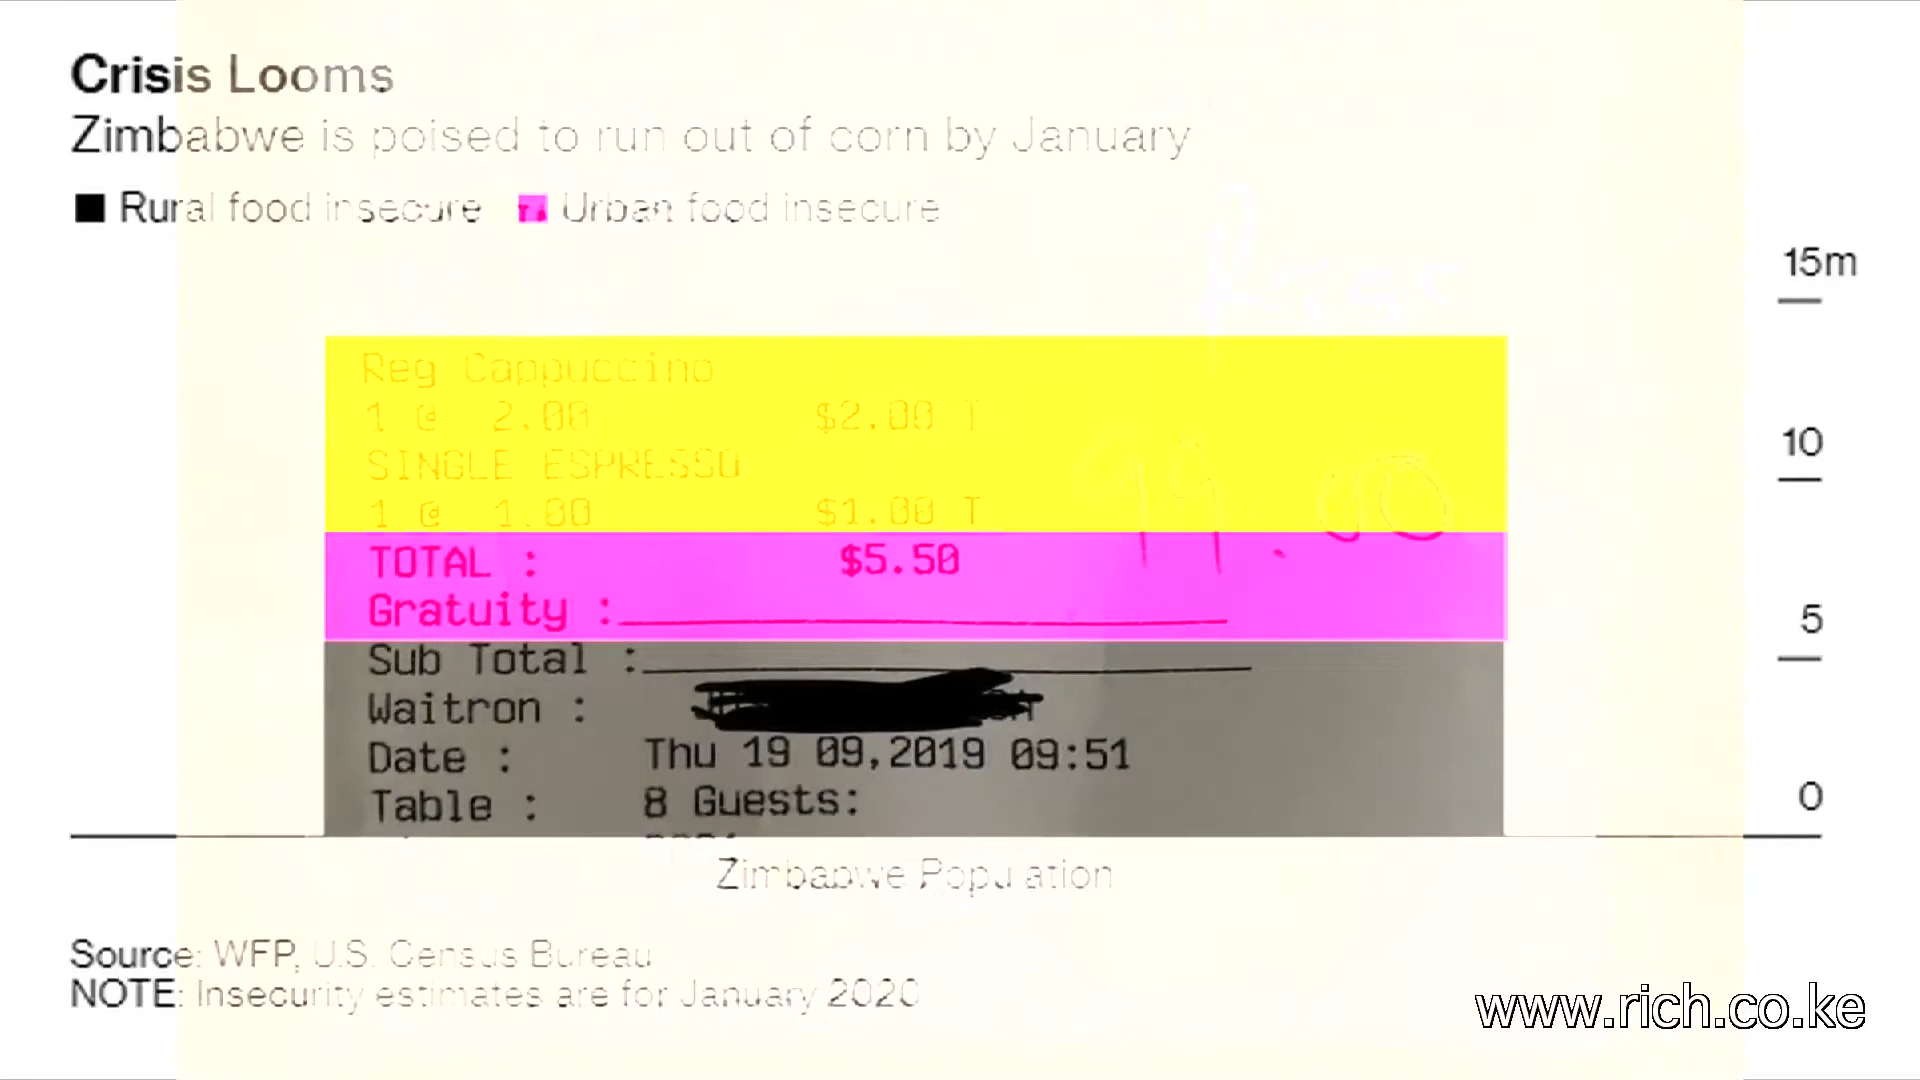 Crisis Looms
Zimbabwe is poised to run out of corn by January
Rural food insecure Urban food insecure
15m
Reg Cappuccino
1 @ 2.00 $2.00 T
10
SINGLE ESPRESSO
1 @ 1.00 $1.00 T
99.00
TOTAL : $5.50
Gratuity :
5
Sub Total :
Waitron :
Date : Thu 19 09,2019 09:51
0
Table : 8 Guests:
Zimbabwe Population
Source: WFP, U.S. Census Bureau
NOTE: Insecurity estimates are for January 2020
www.rich.co.ke